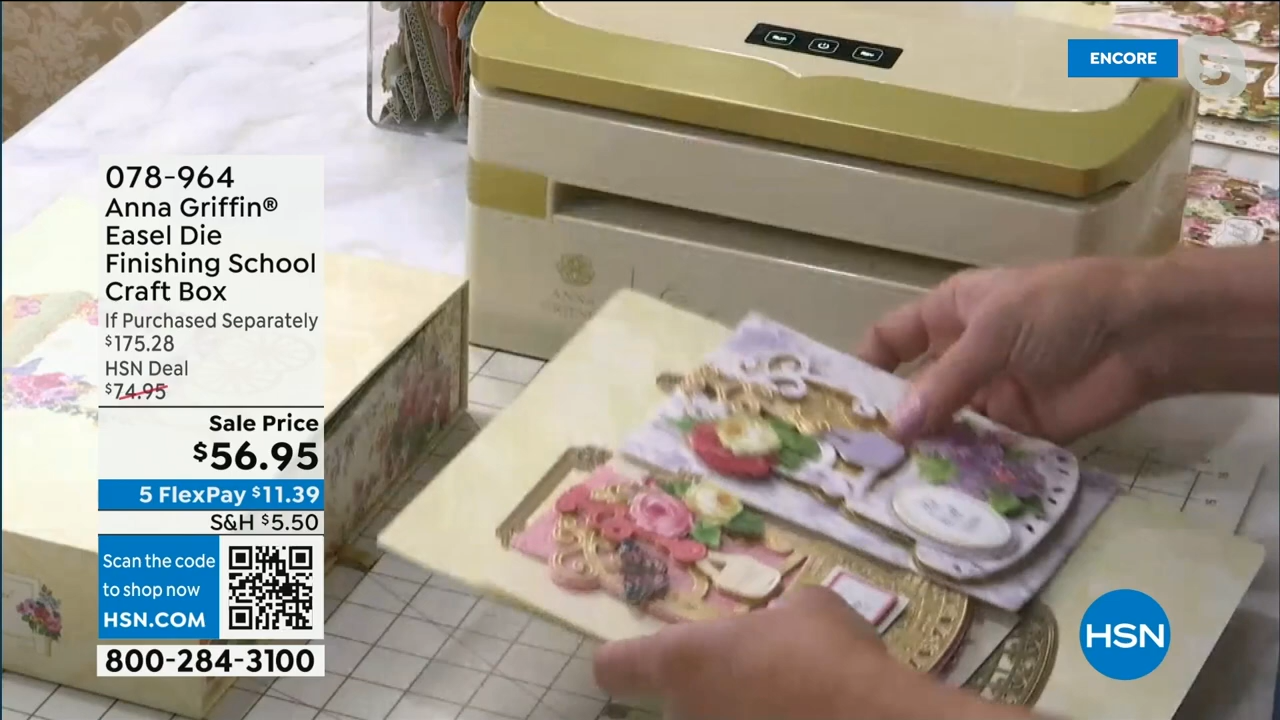 ENCORE
078-964
Anna Griffin®
Easel Die
Finishing School
Craft Box
If Purchased Separately
$175.28
HSN Deal
$74.95
Sale Price
$56.95
5 FlexPay $11.39
S&H $5.50
Scan the code
to shop now
HSN.COM
800-284-3100
HSN